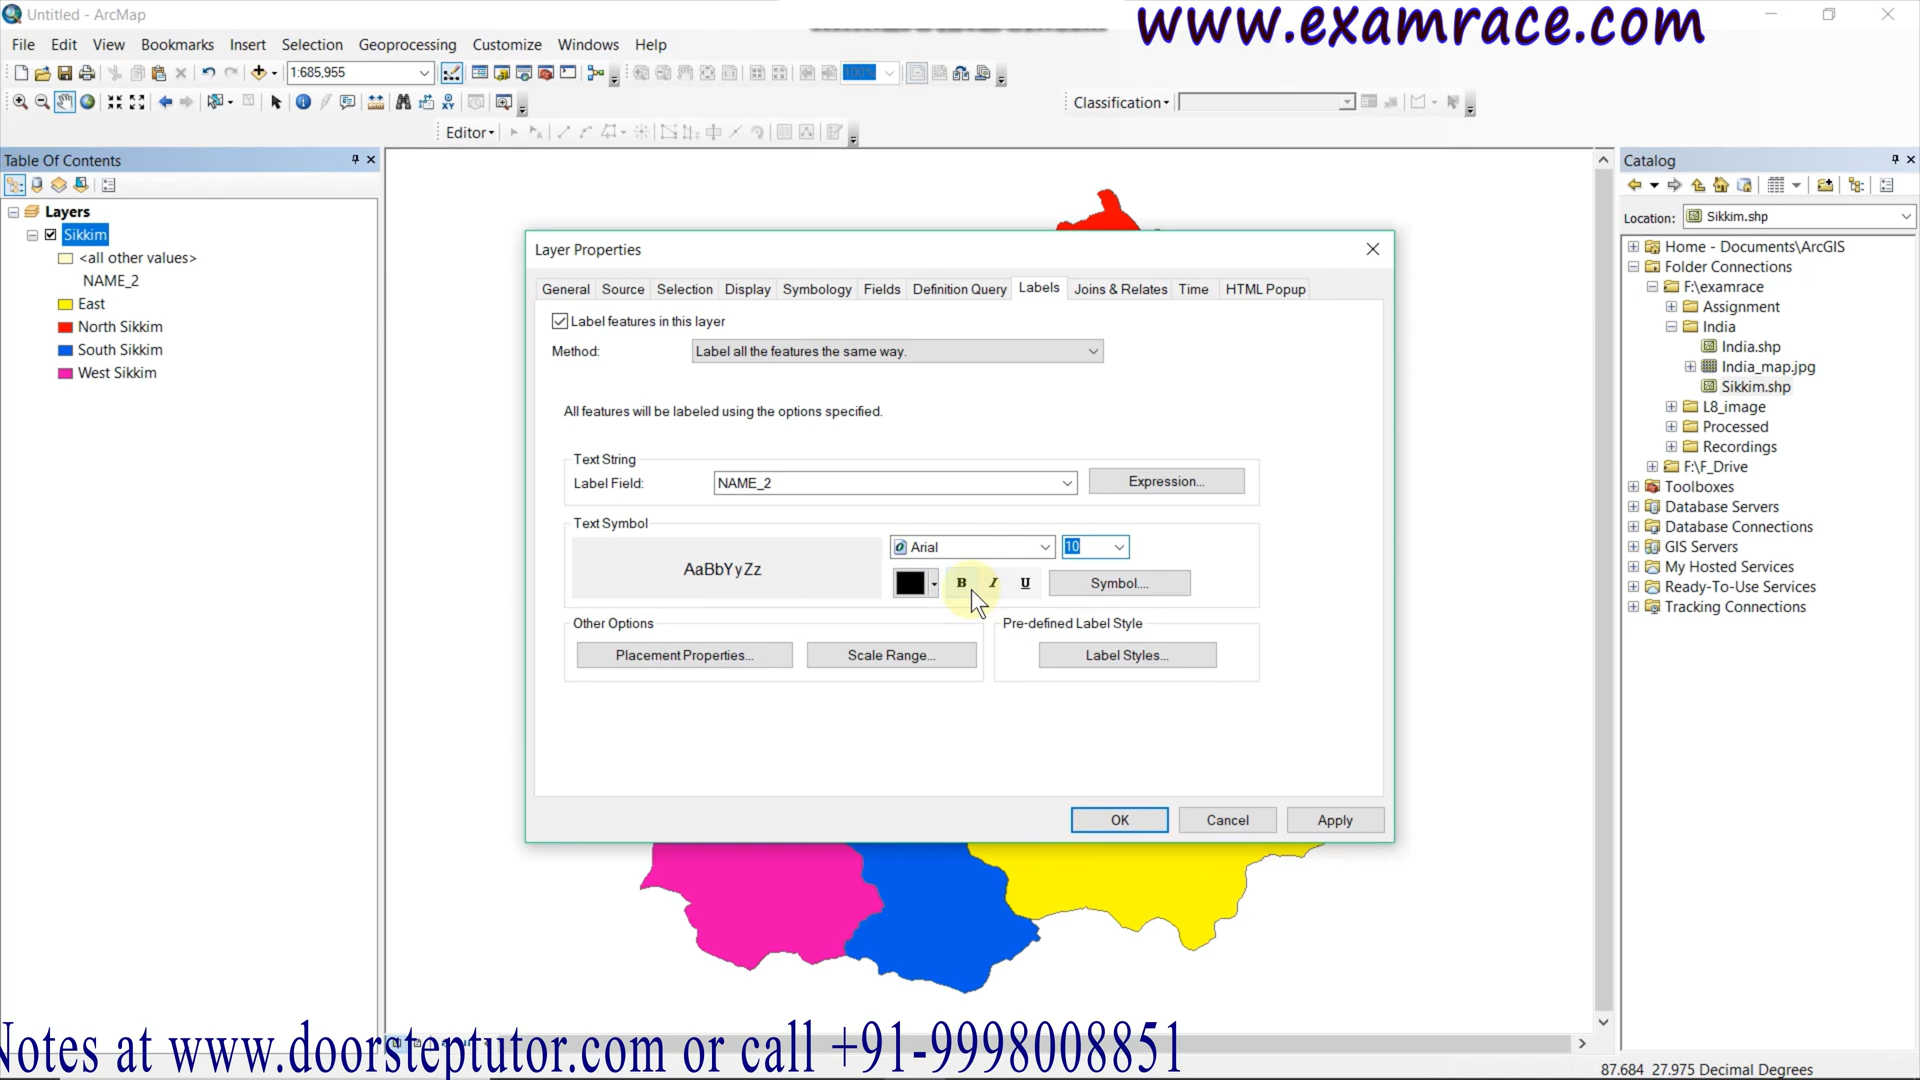 Untitled - ArcMap
www.examrace.com
File Edit View Bookmarks Insert Selection Geoprocessing Customize Windows Help
1:685,955
100%
Classification
Editor
Table Of Contents
Layers
Sikkim
<all other values>
NAME_2
East
North Sikkim
South Sikkim
West Sikkim
Layer Properties
General Source Selection Display Symbology Fields Definition Query Labels Joins & Relates Time HTML Popup
Label features in this layer
Method: Label all the features the same way.
All features will be labeled using the options specified.
Text String
Label Field: NAME_2 Expression...
Text Symbol
AaBbYyZz
Arial 10
B I U Symbol....
Other Options
Placement Properties... Scale Range...
Pre-defined Label Style
Label Styles...
OK Cancel Apply
Catalog
Location: Sikkim.shp
Home - Documents\ArcGIS
Folder Connections
F:\examrace
Assignment
India
India.shp
India_map.jpg
Sikkim.shp
L8_image
Processed
Recordings
F:\F_Drive
Toolboxes
Database Servers
Database Connections
GIS Servers
My Hosted Services
Ready-To-Use Services
Tracking Connections
Notes at www.doorsteptutor.com or call +91-9998008851
87.684 27.975 Decimal Degrees